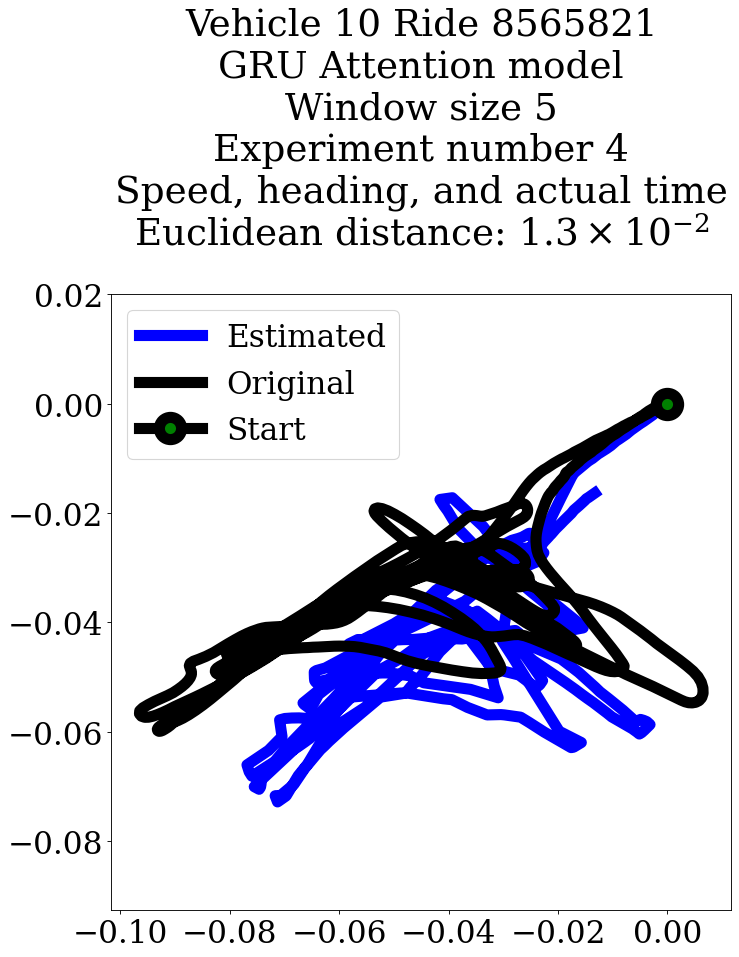 Vehicle 10 Ride 8565821
GRU Attention model
Window size 5
Experiment number 4
Speed, heading, and actual time
Euclidean distance: 1.3 × 10⁻²
0.02
0.00
−0.02
−0.04
−0.06
−0.08
Estimated
Original
Start
−0.10 −0.08 −0.06 −0.04 −0.02 0.00